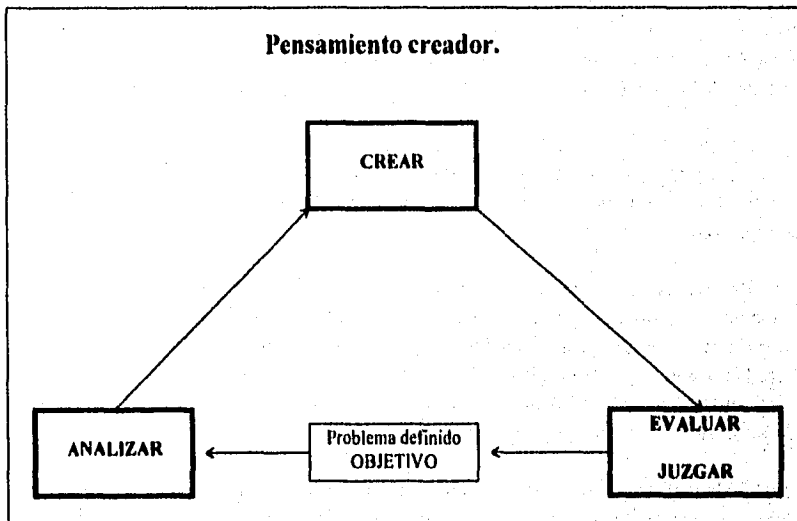 Pensamiento creador.
CREAR
ANALIZAR
Problema definido
OBJETIVO
EVALUAR
JUZGAR